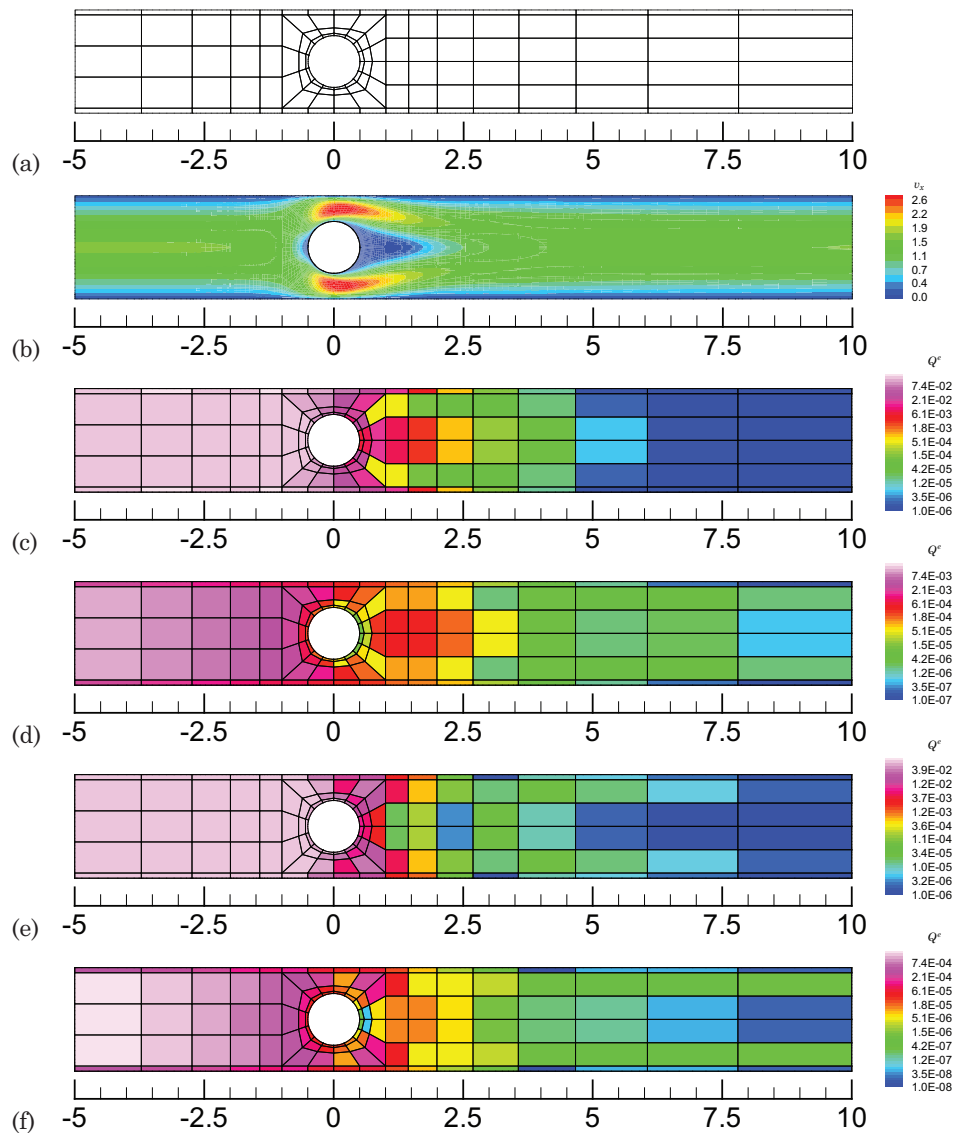 (a) -5 -2.5 0 2.5 5 7.5 10
v_x
2.6
2.2
1.9
1.5
1.1
0.7
0.4
0.0
(b) -5 -2.5 0 2.5 5 7.5 10
Q^e
7.4E-02
2.1E-02
6.1E-03
1.8E-03
5.1E-04
1.5E-04
4.2E-05
1.2E-05
3.5E-06
1.0E-06
(c) -5 -2.5 0 2.5 5 7.5 10
Q^e
7.4E-03
2.1E-03
6.1E-04
1.8E-04
5.1E-05
1.5E-05
4.2E-06
1.2E-06
3.5E-07
1.0E-07
(d) -5 -2.5 0 2.5 5 7.5 10
Q^e
3.9E-02
1.2E-02
3.7E-03
1.2E-03
3.6E-04
1.1E-04
3.4E-05
1.0E-05
3.2E-06
1.0E-06
(e) -5 -2.5 0 2.5 5 7.5 10
Q^e
7.4E-04
2.1E-04
6.1E-05
1.8E-05
5.1E-06
1.5E-06
4.2E-07
1.2E-07
3.5E-08
1.0E-08
(f) -5 -2.5 0 2.5 5 7.5 10